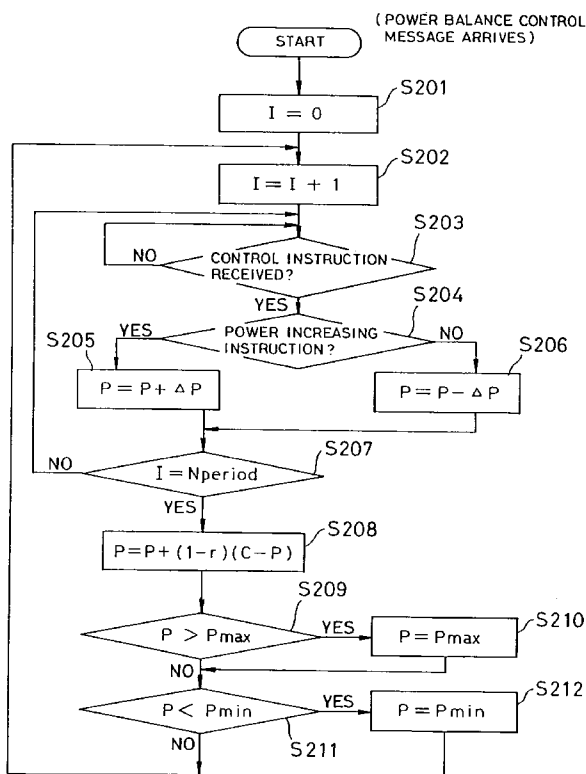 (POWER BALANCE CONTROL
MESSAGE ARRIVES)
START
S201
I = 0
S202
I = I + 1
S203
NO
CONTROL INSTRUCTION
RECEIVED?
YES
S204
S205
YES
POWER INCREASING
INSTRUCTION?
NO
S206
P = P + △P
P = P - △P
S207
NO
I = Nperiod
YES
S208
P=P+(1-r)(C-P)
S209
P > Pmax
YES
S210
P = Pmax
NO
S212
P < Pmin
YES
P = Pmin
NO
S211